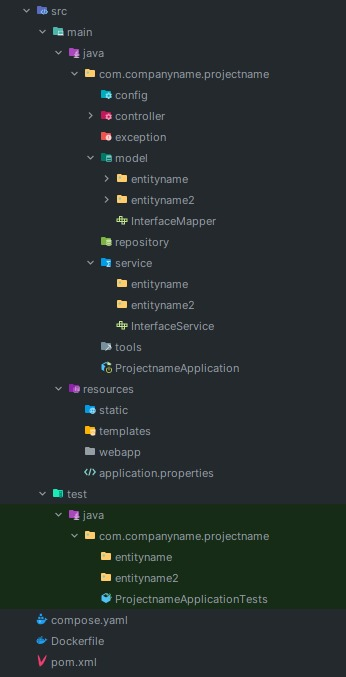 src
main
java
com.companyname.projectname
config
controller
exception
model
entityname
entityname2
InterfaceMapper
repository
service
entityname
entityname2
InterfaceService
tools
ProjectnameApplication
resources
static
templates
webapp
application.properties
test
java
com.companyname.projectname
entityname
entityname2
ProjectnameApplicationTests
compose.yaml
Dockerfile
pom.xml